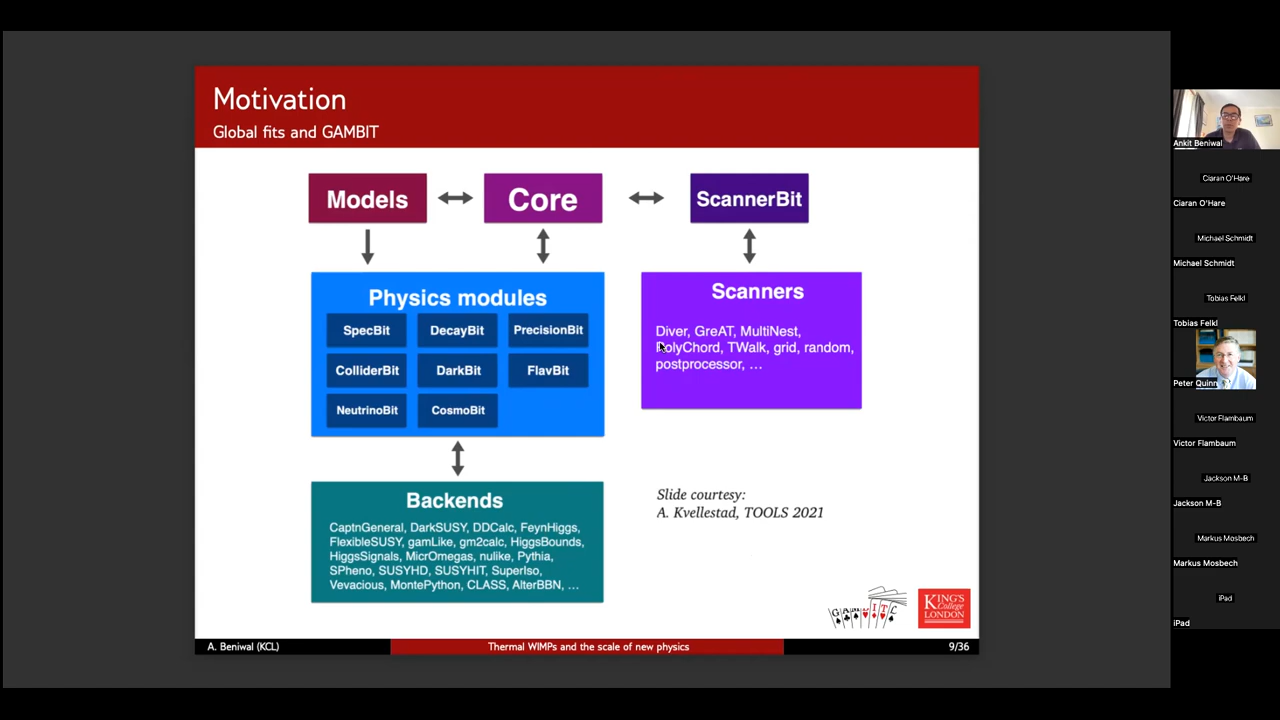 Motivation
Global fits and GAMBIT
Models
Core
ScannerBit
Physics modules
SpecBit
DecayBit
PrecisionBit
ColliderBit
DarkBit
FlavBit
NeutrinoBit
CosmoBit
Scanners
Diver, GreAT, MultiNest,
PolyChord, TWalk, grid, random,
postprocessor, ...
Backends
CaptnGeneral, DarkSUSY, DDCalc, FeynHiggs,
FlexibleSUSY, gamLike, gm2calc, HiggsBounds,
HiggsSignals, MicrOmegas, nulike, Pythia,
SPheno, SUSYHD, SUSYHIT, SuperIso,
Vevacious, MontePython, CLASS, AlterBBN, ...
Slide courtesy:
A. Kvellestad, TOOLS 2021
GAMBIT
KING'S
College
LONDON
A. Beniwal (KCL)
Thermal WIMPs and the scale of new physics
9/36
Ankit Beniwal
Ciaran O'Hare
Ciaran O'Hare
Michael Schmidt
Michael Schmidt
Tobias Felkl
Tobias Felkl
Peter Quinn
Victor Flambaum
Victor Flambaum
Jackson M-B
Jackson M-B
Markus Mosbech
Markus Mosbech
iPad
iPad